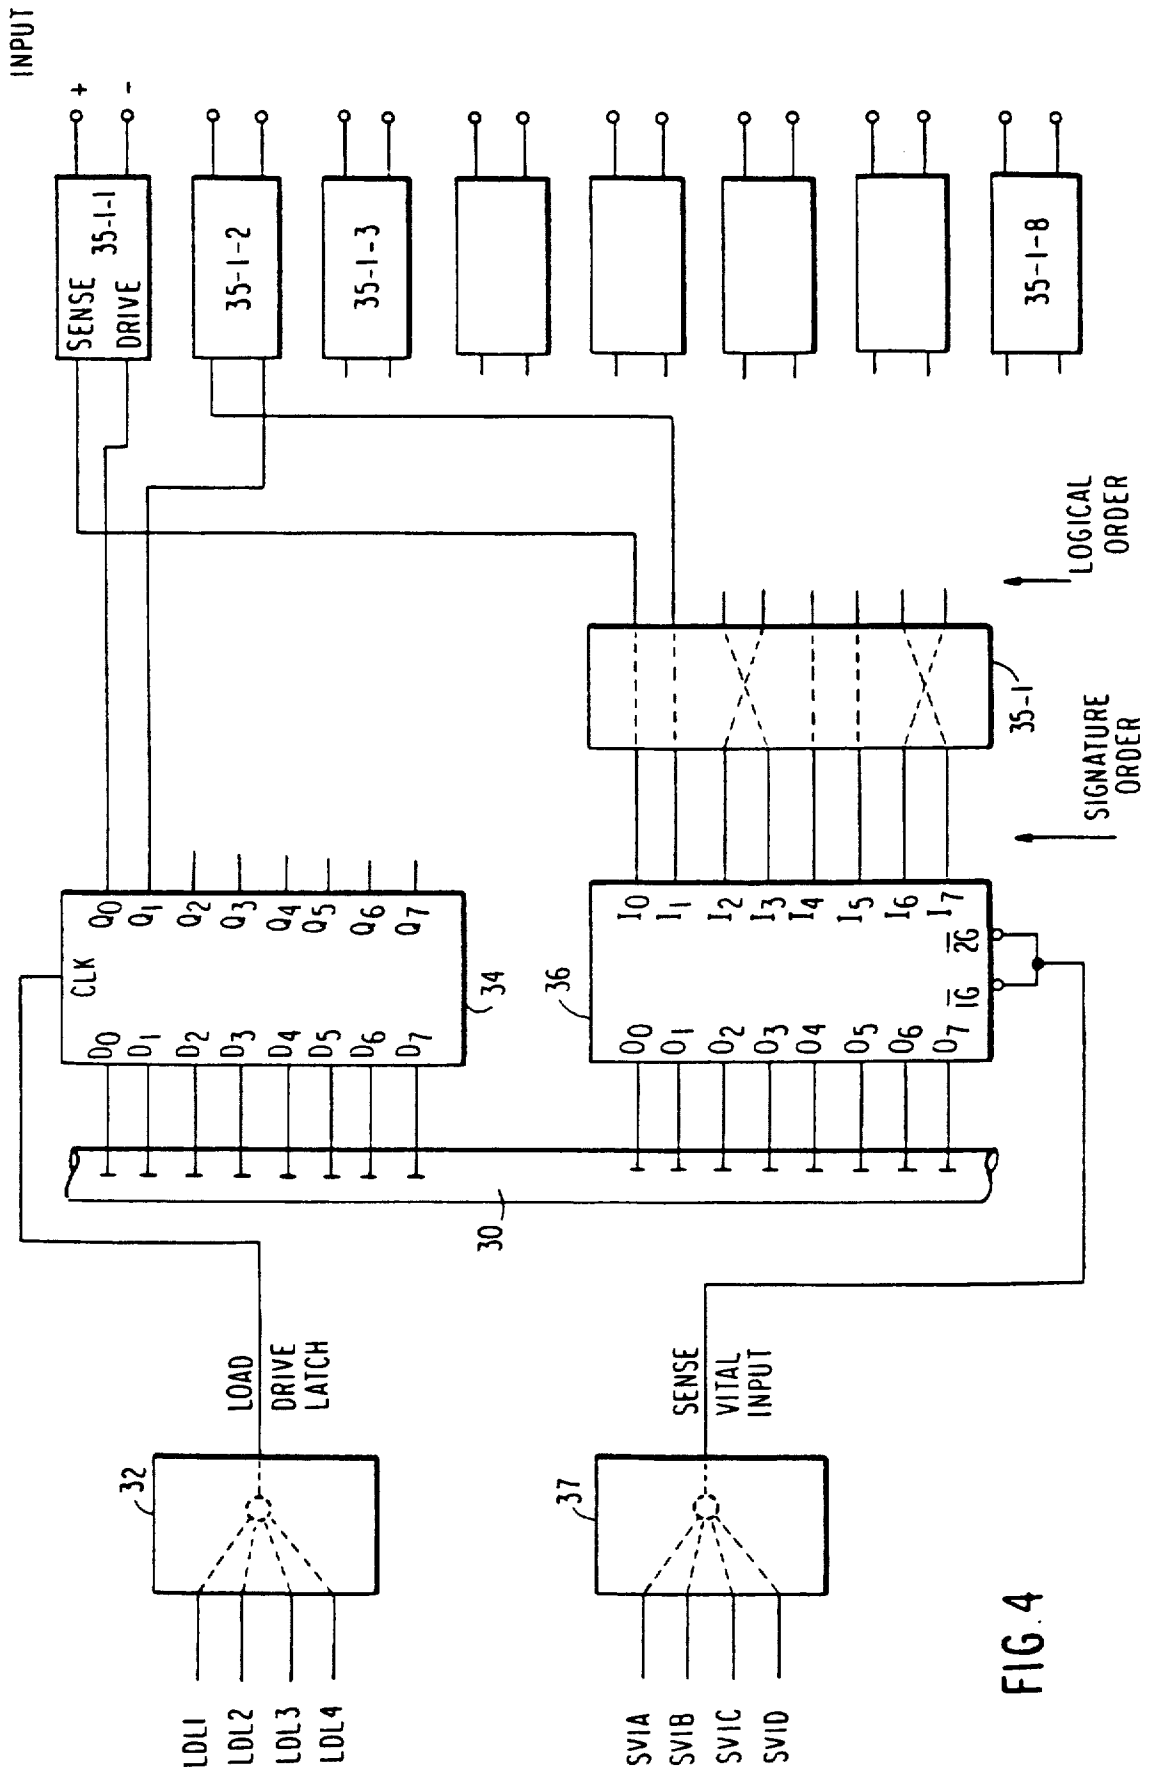 INPUT
+
-
SENSE
DRIVE
35-1-1
35-1-2
35-1-3
35-1-8
LOGICAL
ORDER
SIGNATURE
ORDER
35-1
CLK
Q0
Q1
Q2
Q3
Q4
Q5
Q6
Q7
D0
D1
D2
D3
D4
D5
D6
D7
34
36
I0
I1
I2
I3
I4
I5
I6
I7
2G
1G
O0
O1
O2
O3
O4
O5
O6
O7
30
LOAD
DRIVE
LATCH
SENSE
VITAL
INPUT
32
37
LDL1
LDL2
LDL3
LDL4
SVIA
SVIB
SVIC
SVID
FIG.4